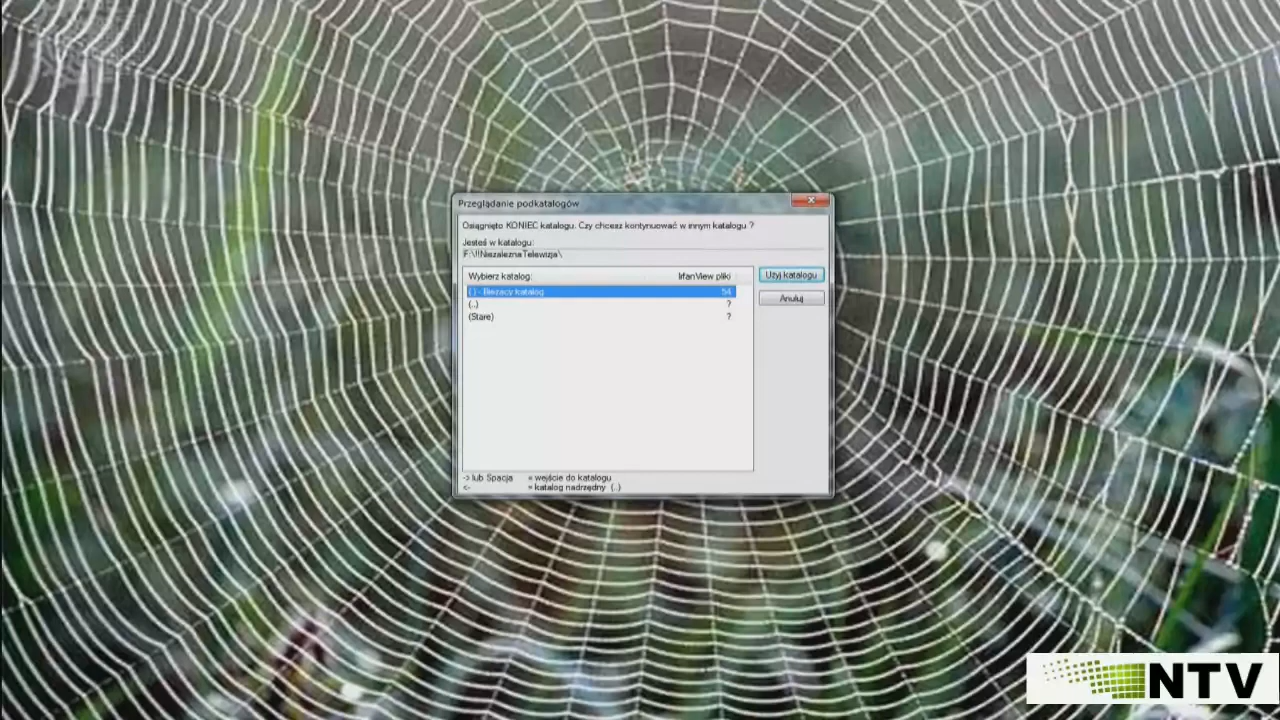 Przeglądanie podkatalogów
Osiągnięto KONIEC katalogu. Czy chcesz kontynuować w innym katalogu ?
Jesteś w katalogu:
F:\!!NiezaleznaTelewizja\
Wybierz katalog: IrfanView pliki
(.) - Bieżący katalog 54
(..) ?
(Stare) ?
Użyj katalogu
Anuluj
-> lub Spacja = wejście do katalogu
<- = katalog nadrzędny (..)
NTV